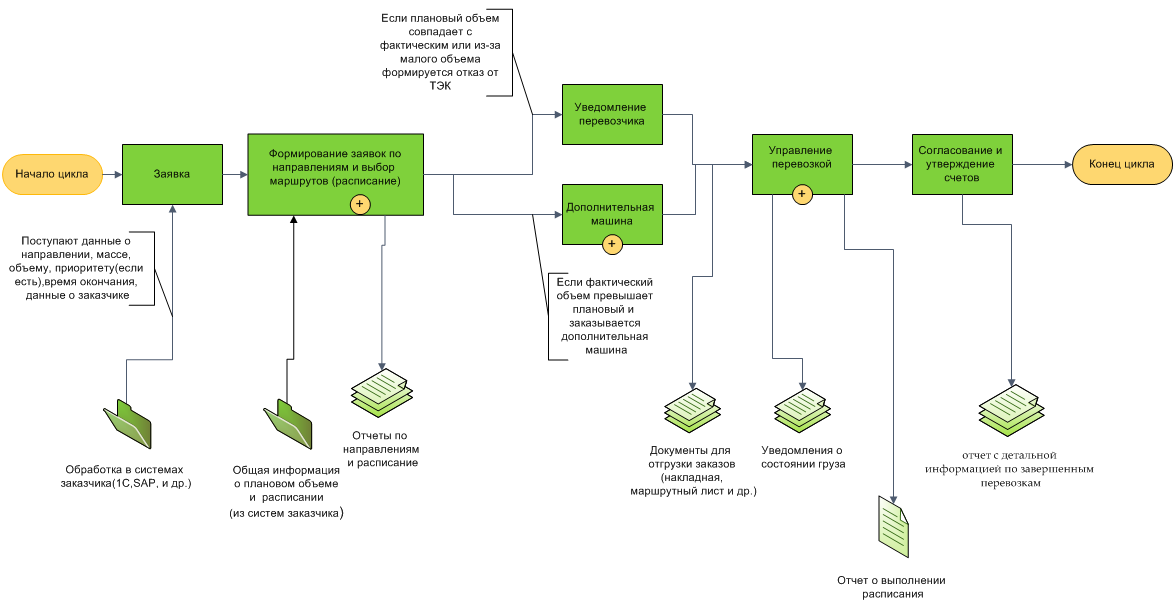 Если плановый объем
совпадает с
фактическим или из-за
малого объема
формируется отказ от
ТЭК
Начало цикла
Заявка
Формирование заявок по
направлениям и выбор
маршрутов (расписание)
+
Уведомление
перевозчика
Дополнительная
машина
+
Управление
перевозкой
+
Согласование и
утверждение
счетов
Конец цикла
Поступают данные о
направлении, массе,
объему, приоритету(если
есть),время окончания,
данные о заказчике
Если фактический
объем превышает
плановый и
заказывается
дополнительная
машина
Обработка в системах
заказчика(1С,SAP, и др.)
Общая информация
о плановом объеме
и расписании
(из систем заказчика)
Отчеты по
направлениям
и расписание
Документы для
отгрузки заказов
(накладная,
маршрутный лист и др.)
Уведомления о
состоянии груза
отчет с детальной
информацией по завершенным
перевозкам
Отчет о выполнении
расписания